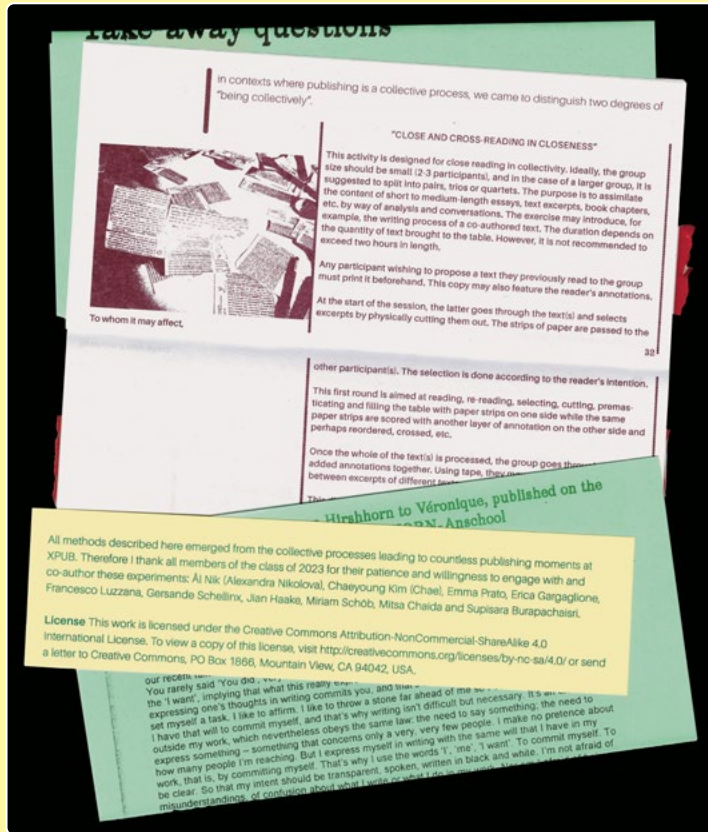 Take away questions
in contexts where publishing is a collective process, we came to distinguish two degrees of
"being collectively".
"CLOSE AND CROSS-READING IN CLOSENESS"
This activity is designed for close reading in collectivity. Ideally, the group
size should be small (2-3 participants), and in the case of a larger group, it is
suggested to split into pairs, trios or quartets. The purpose is to assimilate
the content of short to medium-length essays, text excerpts, book chapters,
etc. by way of analysis and conversations. The exercise may introduce, for
example, the writing process of a co-authored text. The duration depends on
the quantity of text brought to the table. However, it is not recommended to
exceed two hours in length.
Any participant wishing to propose a text they previously read to the group
must print it beforehand. This copy may also feature the reader's annotations.
At the start of the session, the latter goes through the text(s) and selects
excerpts by physically cutting them out. The strips of paper are passed to the
32
To whom it may affect,
other participant(s). The selection is done according to the reader's intention.
This first round is aimed at reading, re-reading, selecting, cutting, premas-
ticating and filling the table with paper strips on one side while the same
paper strips are scored with another layer of annotation on the other side and
perhaps reordered, crossed, etc.
Once the whole of the text(s) is processed, the group goes
added annotations together. Using tape, they
between excerpts of different
Hirshhorn to Véronique, published on the
Anschool
All methods described here emerged from the collective processes leading to countless publishing moments at
XPUB. Therefore I thank all members of the class of 2023 for their patience and willingness to engage with and
co-author these experiments: Ål Nik (Alexandra Nikolova), Chaeyoung Kim (Chae), Emma Prato, Erica Gargaglione,
Francesco Luzzana, Gersande Schellinx, Jian Haake, Miriam Schöb, Mitsa Chaida and Supisara Burapachaisri.
License This work is licensed under the Creative Commons Attribution-NonCommercial-ShareAlike 4.0
International License. To view a copy of this license, visit http://creativecommons.org/licenses/by-nc-sa/4.0/ or send
a letter to Creative Commons, PO Box 1866, Mountain View, CA 94042, USA.
our recent
You rarely said 'You did',
the 'I want', implying that what this really
expressing one's thoughts in writing commits you, and
set myself a task. I like to affirm. I like to throw a stone far ahead of me
I have that will to commit myself, and that's why writing isn't difficult but necessary. It's
outside my work, which nevertheless obeys the same law: the need to say something; the need to
express something – something that concerns only a very, very few people. I make no pretence about
how many people I'm reaching. But I express myself in writing with the same will that I have in my
work, that is, by committing myself. That's why I use the words 'I', 'me', 'I want'. To commit myself. To
be clear. So that my intent should be transparent, spoken, written in black and white. I'm not afraid of
misunderstandings, of confusion about what I write or what I do in my work.